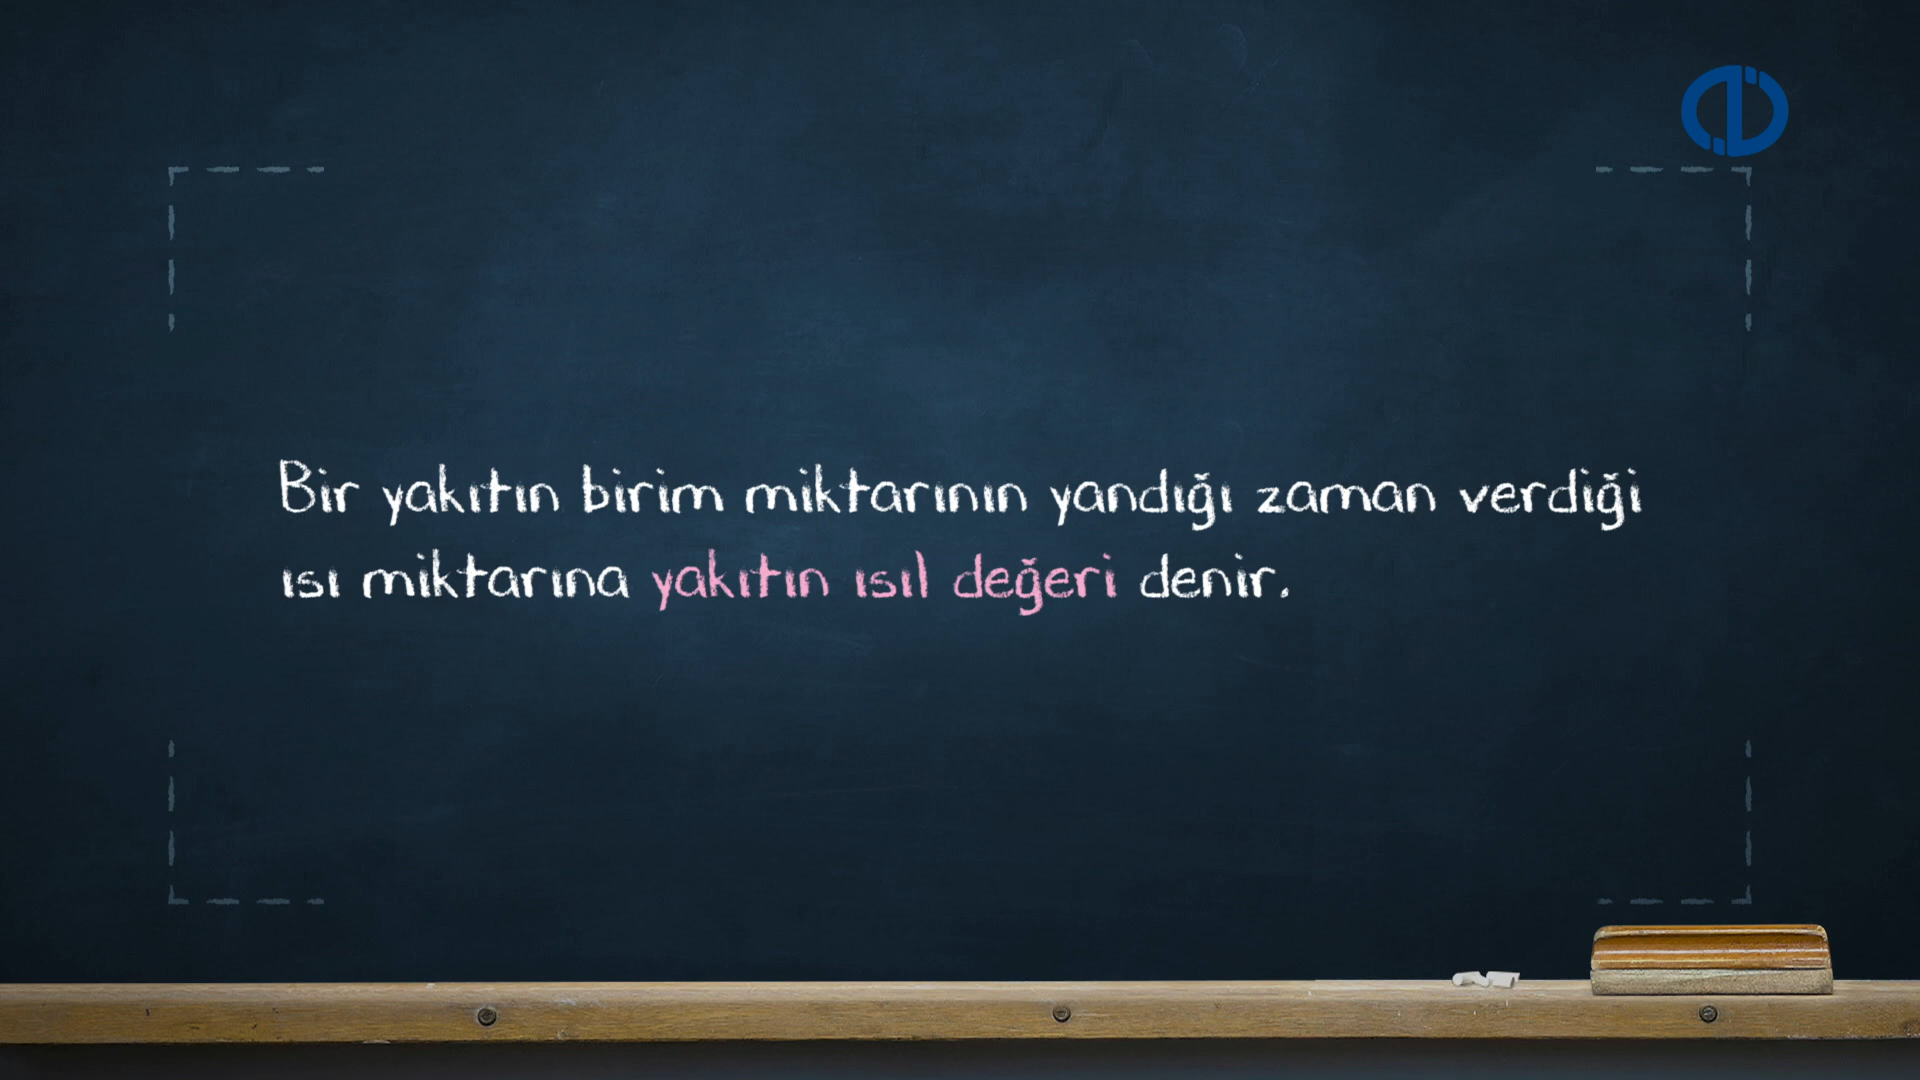 Bir yakıtın birim miktarının yandığı zaman verdiği
ısı miktarına yakıtın ısıl değeri denir.